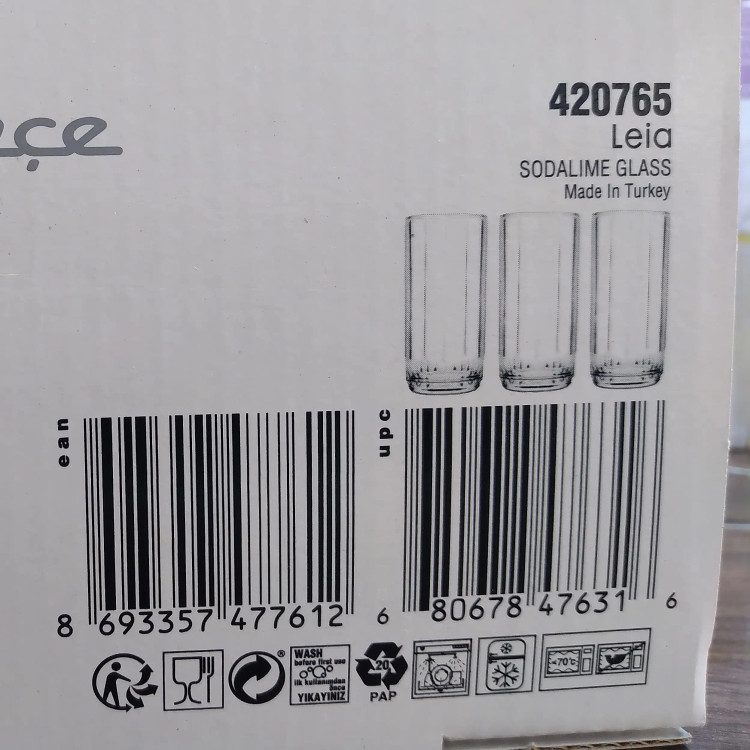 420765
Leia
SODALIME GLASS
Made In Turkey
ean
upc
8 693357 477612
6 80678 47631 6
WASH
before first use
ilk kullanımdan
önce
YIKAYINIZ
20
PAP
<70°c